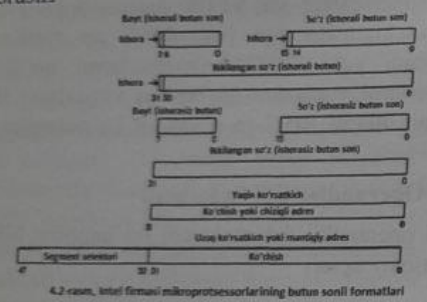 Bayt (ishorali butun son)
So'z (ishorali butun son)
Ishora
Ishora
7 6
0
15 14
0
Ikkilangan so'z (ishorali butun)
Ishora
31 30
0
Bayt (ishorasiz butun)
So'z (ishorasiz butun son)
7
0
15
0
Ikkilangan so'z (ishorasiz butun son)
31
0
Yaqin ko'rsatkich
Ko'chish yoki chiziqli adres
31
0
Uzoq ko'rsatkich yoki mantiqiy adres
Segment selektori
Ko'chish
47
32 31
0
4.2-rasm. Intel firmasi mikroprotsessorlarining butun sonli formatlari